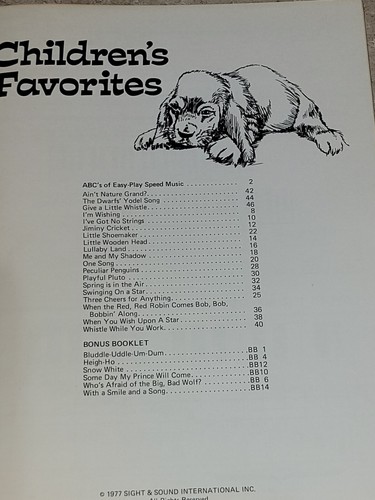 Children's
Favorites
ABC's of Easy-Play Speed Music . . . . . . . . . . . . 2
Ain't Nature Grand? . . . . . . . . . . . . . . . . . . . . . 42
The Dwarfs' Yodel Song . . . . . . . . . . . . . . . . . . 44
Give a Little Whistle . . . . . . . . . . . . . . . . . . . . . 46
I'm Wishing . . . . . . . . . . . . . . . . . . . . . . . . . . . 8
I've Got No Strings . . . . . . . . . . . . . . . . . . . . . . 10
Jiminy Cricket . . . . . . . . . . . . . . . . . . . . . . . . . 12
Little Shoemaker . . . . . . . . . . . . . . . . . . . . . . . 22
Little Wooden Head . . . . . . . . . . . . . . . . . . . . . 14
Lullaby Land . . . . . . . . . . . . . . . . . . . . . . . . . . 16
Me and My Shadow . . . . . . . . . . . . . . . . . . . . . 18
One Song . . . . . . . . . . . . . . . . . . . . . . . . . . . . . 20
Peculiar Penguins . . . . . . . . . . . . . . . . . . . . . . . 28
Playful Pluto . . . . . . . . . . . . . . . . . . . . . . . . . . 30
Spring is in the Air . . . . . . . . . . . . . . . . . . . . . . 32
Swinging On a Star . . . . . . . . . . . . . . . . . . . . . . 34
Three Cheers for Anything. . . . . . . . . . . . . . . . . 25
When the Red, Red Robin Comes Bob, Bob,
Bobbin' Along. . . . . . . . . . . . . . . . . . . . . . . . 36
When You Wish Upon A Star . . . . . . . . . . . . . . . 38
Whistle While You Work. . . . . . . . . . . . . . . . . . . 40
BONUS BOOKLET
Bluddle-Uddle-Um-Dum. . . . . . . . . . . . . . . . . .BB 1
Heigh-Ho . . . . . . . . . . . . . . . . . . . . . . . . . . . .BB 4
Snow White . . . . . . . . . . . . . . . . . . . . . . . . . .BB12
Some Day My Prince Will Come. . . . . . . . . . . .BB10
Who's Afraid of the Big, Bad Wolf? . . . . . . . . .BB 6
With a Smile and a Song. . . . . . . . . . . . . . . . .BB14
© 1977 SIGHT & SOUND INTERNATIONAL INC.
All Rights Reserved